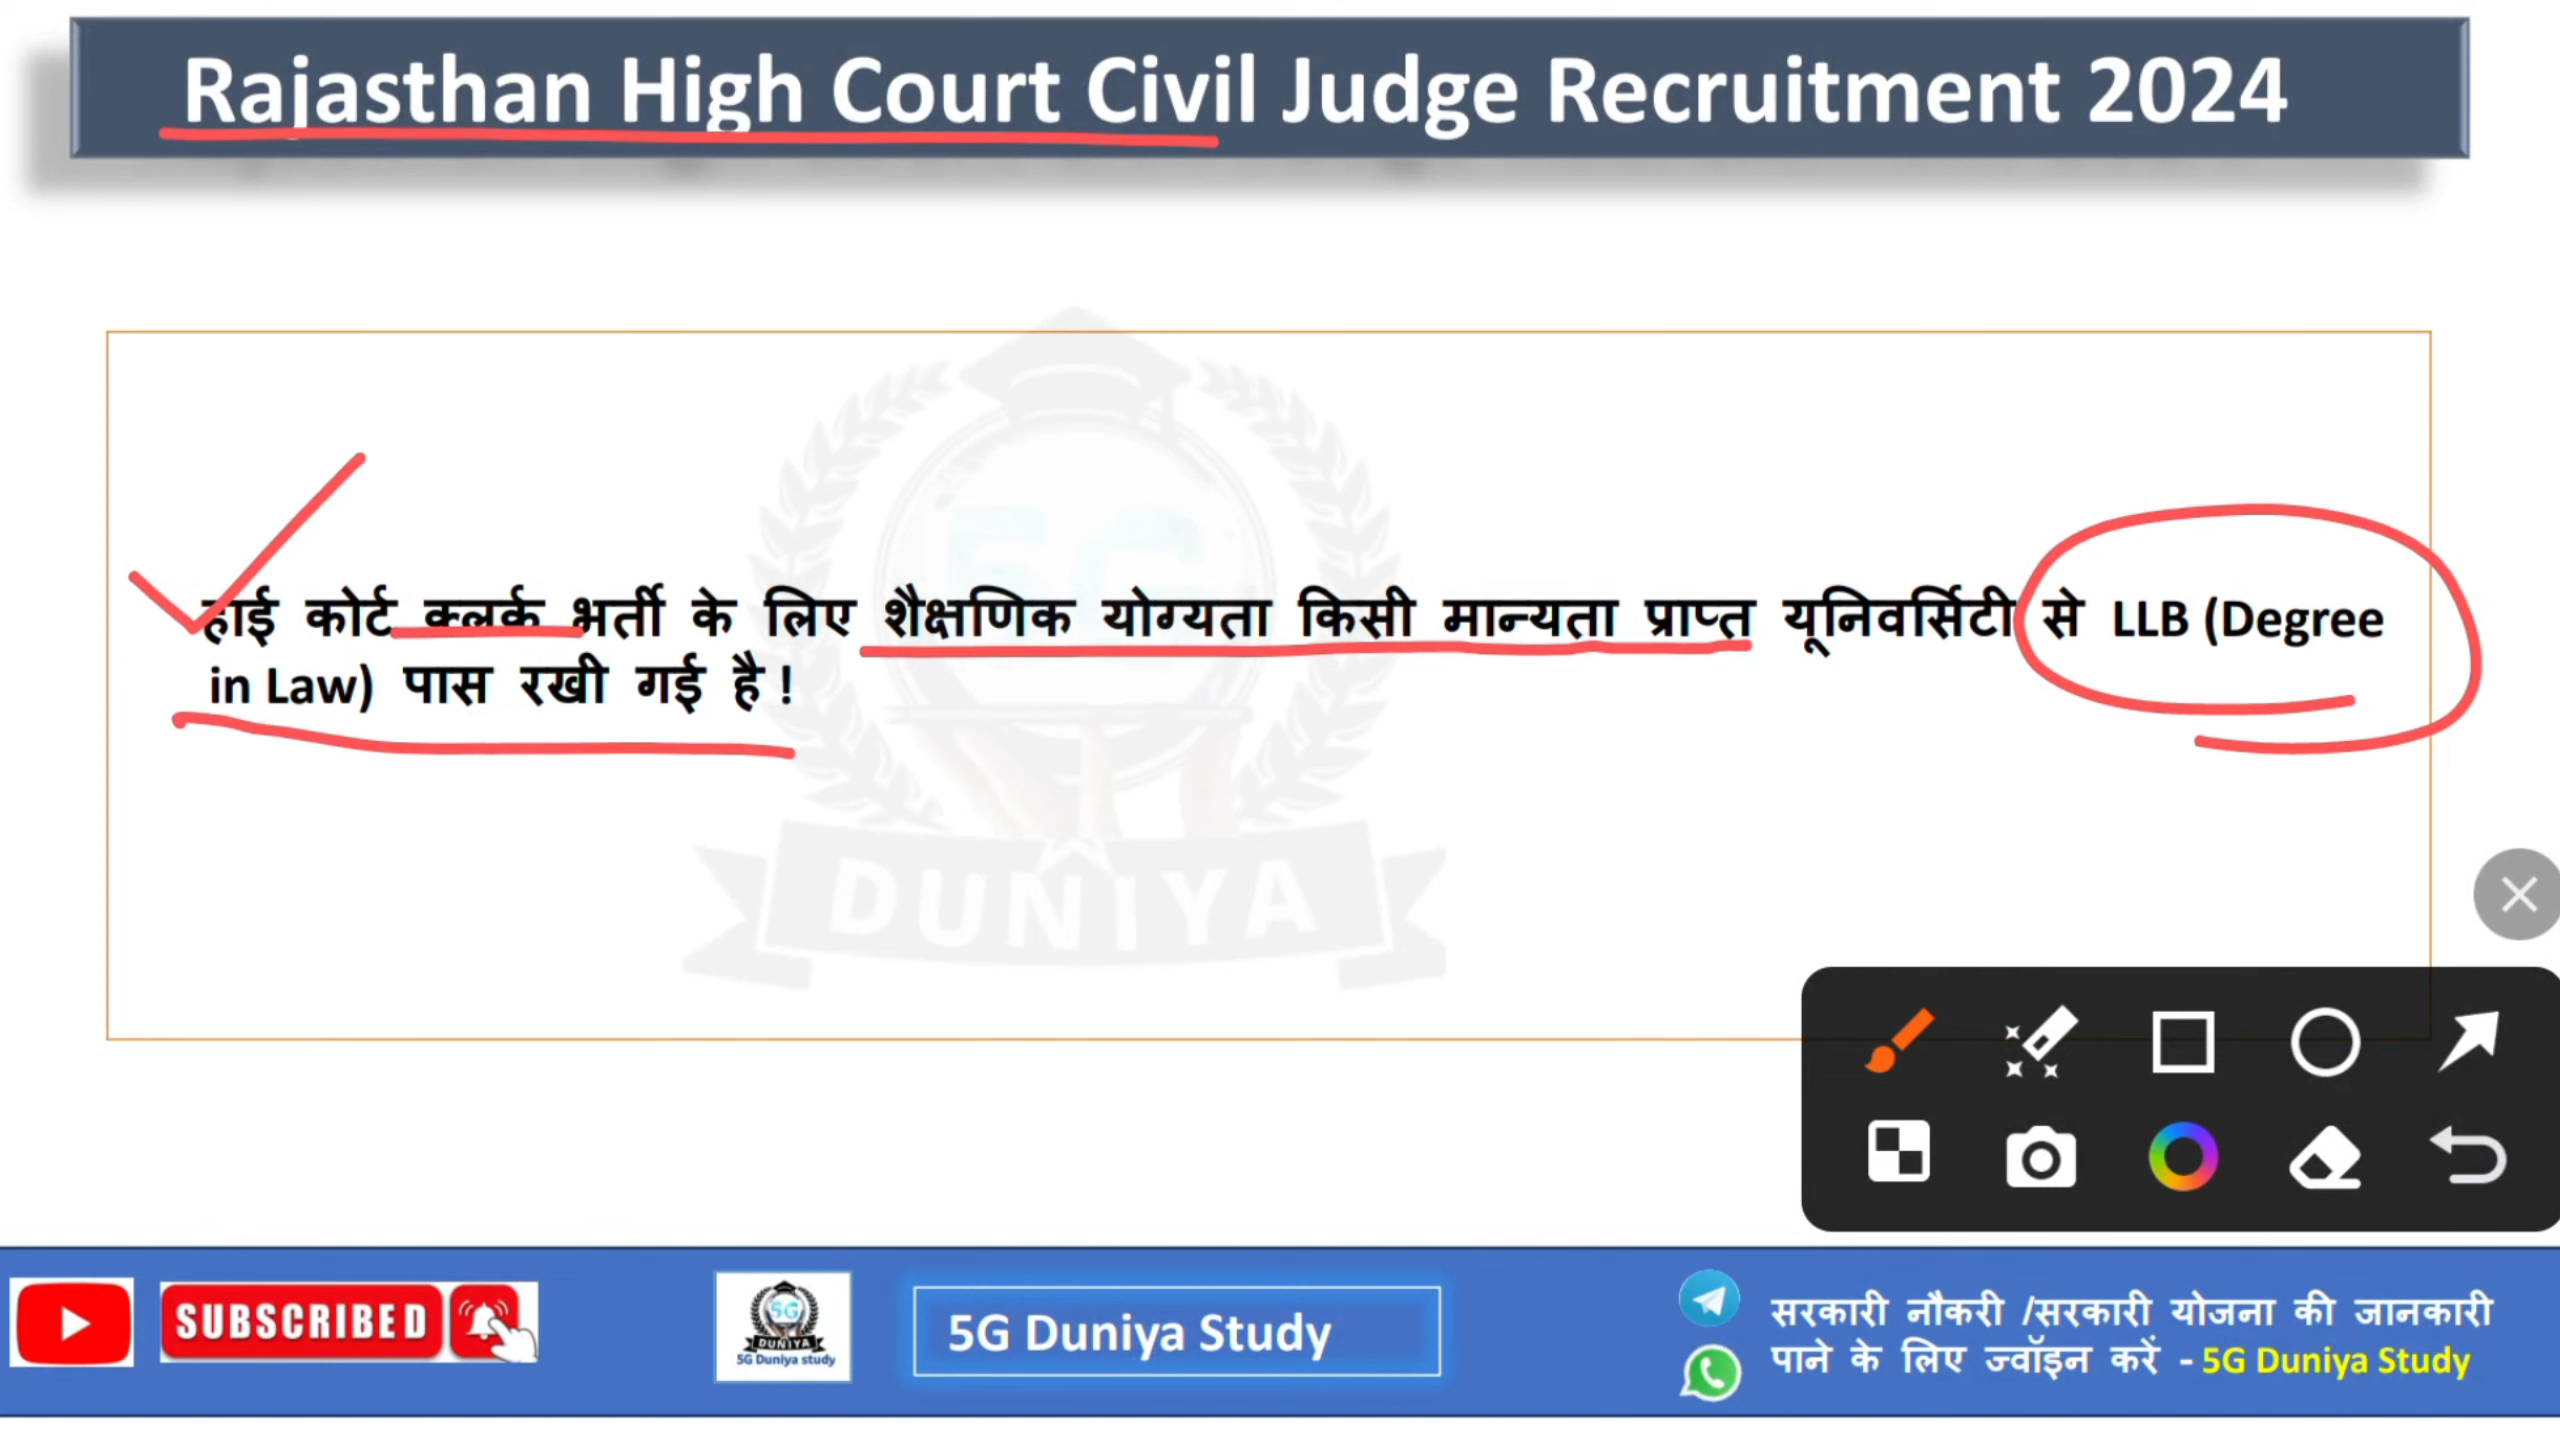 Rajasthan High Court Civil Judge Recruitment 2024
5G
हाई कोर्ट क्लर्क भर्ती के लिए शैक्षणिक योग्यता किसी मान्यता प्राप्त यूनिवर्सिटी से LLB (Degree
in Law) पास रखी गई है !
DUNIYA
SUBSCRIBED
5G
DUNIYA
5G Duniya study
5G Duniya Study
सरकारी नौकरी /सरकारी योजना की जानकारी
पाने के लिए ज्वॉइन करें - 5G Duniya Study